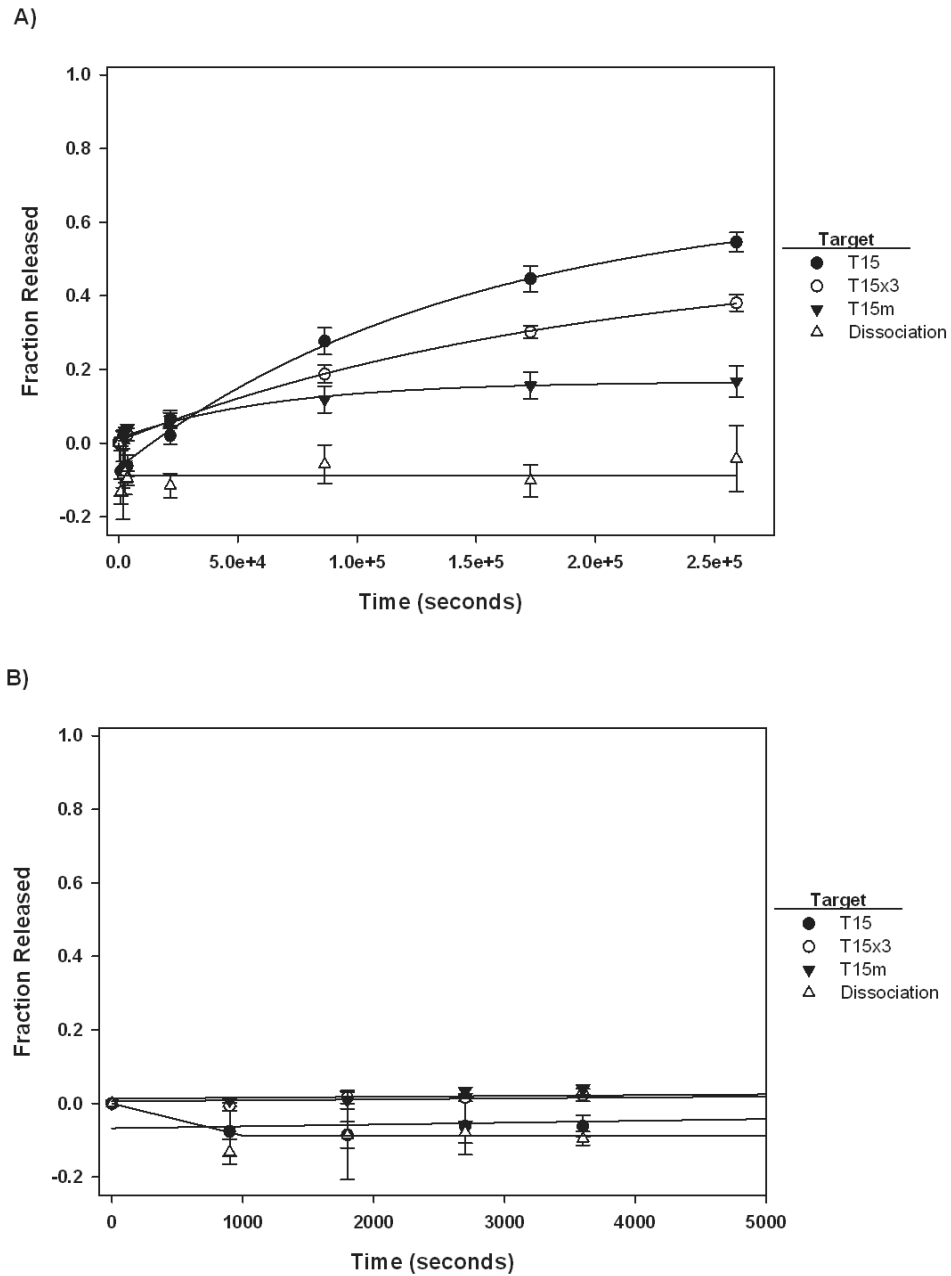 A)
1.0
0.8
0.6
0.4
0.2
0.0
-0.2
Fraction Released
0.0 5.0e+4 1.0e+5 1.5e+5 2.0e+5 2.5e+5
Time (seconds)
Target
T15
T15x3
T15m
Dissociation
B)
1.0
0.8
0.6
0.4
0.2
0.0
-0.2
Fraction Released
0 1000 2000 3000 4000 5000
Time (seconds)
Target
T15
T15x3
T15m
Dissociation